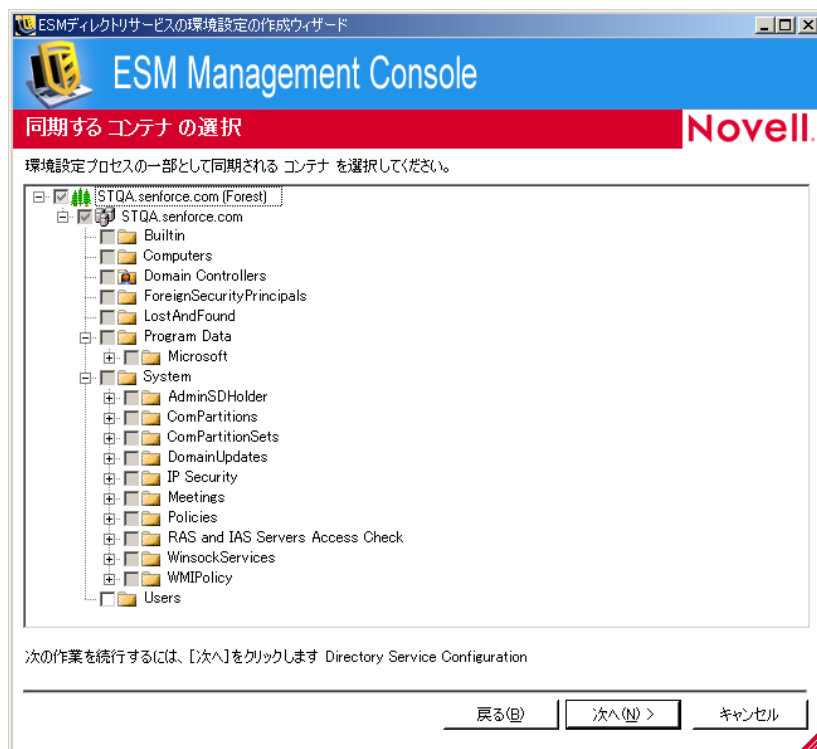 ESMディレクトリサービスの環境設定の作成ウィザード
ESM Management Console
同期する コンテナ の選択
Novell.
環境設定プロセスの一部として同期される コンテナ を選択してください。
STQA.senforce.com (Forest)
STQA.senforce.com
Builtin
Computers
Domain Controllers
ForeignSecurityPrincipals
LostAndFound
Program Data
Microsoft
System
AdminSDHolder
ComPartitions
ComPartitionSets
DomainUpdates
IP Security
Meetings
Policies
RAS and IAS Servers Access Check
WinsockServices
WMIPolicy
Users
次の作業を続行するには、[次へ]をクリックします Directory Service Configuration
戻る(B)
次へ(N) >
キャンセル